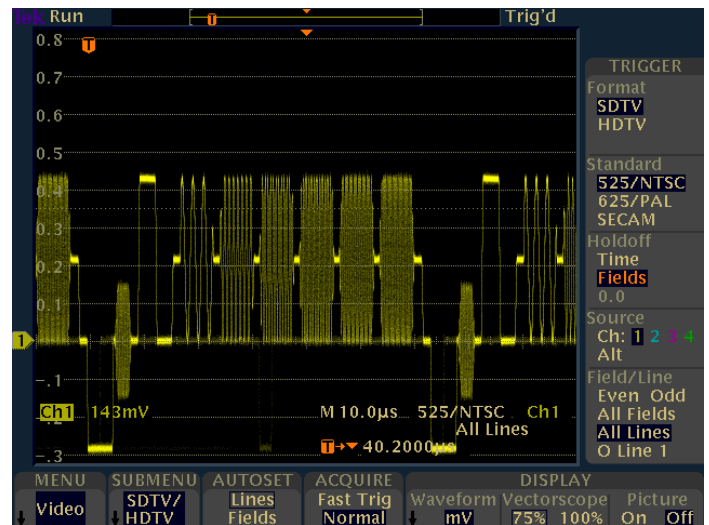 Tek Run Trig'd
T
T
0.8
0.7
0.6
0.5
0.4
0.3
0.2
0.1
1
-.1
-.2
-.3
Ch1 143mV M 10.0µs 525/NTSC Ch1
All Lines
T→▼ 40.2000µs
TRIGGER
Format
SDTV
HDTV
Standard
525/NTSC
625/PAL
SECAM
Holdoff
Time
Fields
0.0
Source
Ch: 1 2 3 4
Alt
Field/Line
Even Odd
All Fields
All Lines
O Line 1
MENU SUBMENU AUTOSET ACQUIRE DISPLAY
Video SDTV/ Lines Fast Trig Waveform Vectorscope Picture
HDTV Fields Normal mV 75% 100% On Off